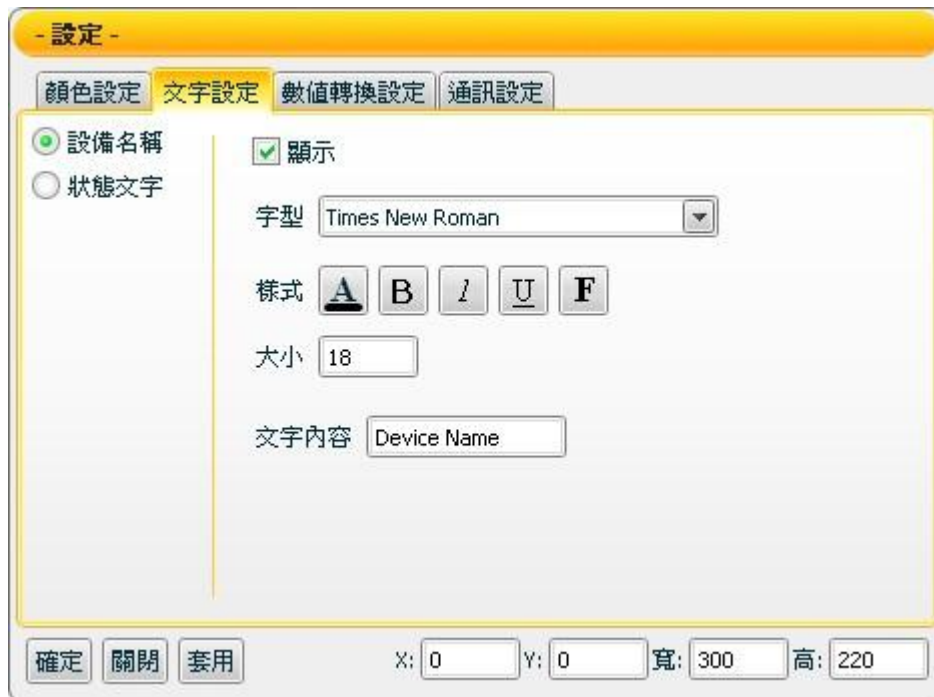 - 設定 -
顏色設定 文字設定 數值轉換設定 通訊設定
設備名稱
顯示
狀態文字
字型 Times New Roman
樣式 A B I U F
大小 18
文字內容 Device Name
確定 關閉 套用 X: 0 Y: 0 寬: 300 高: 220